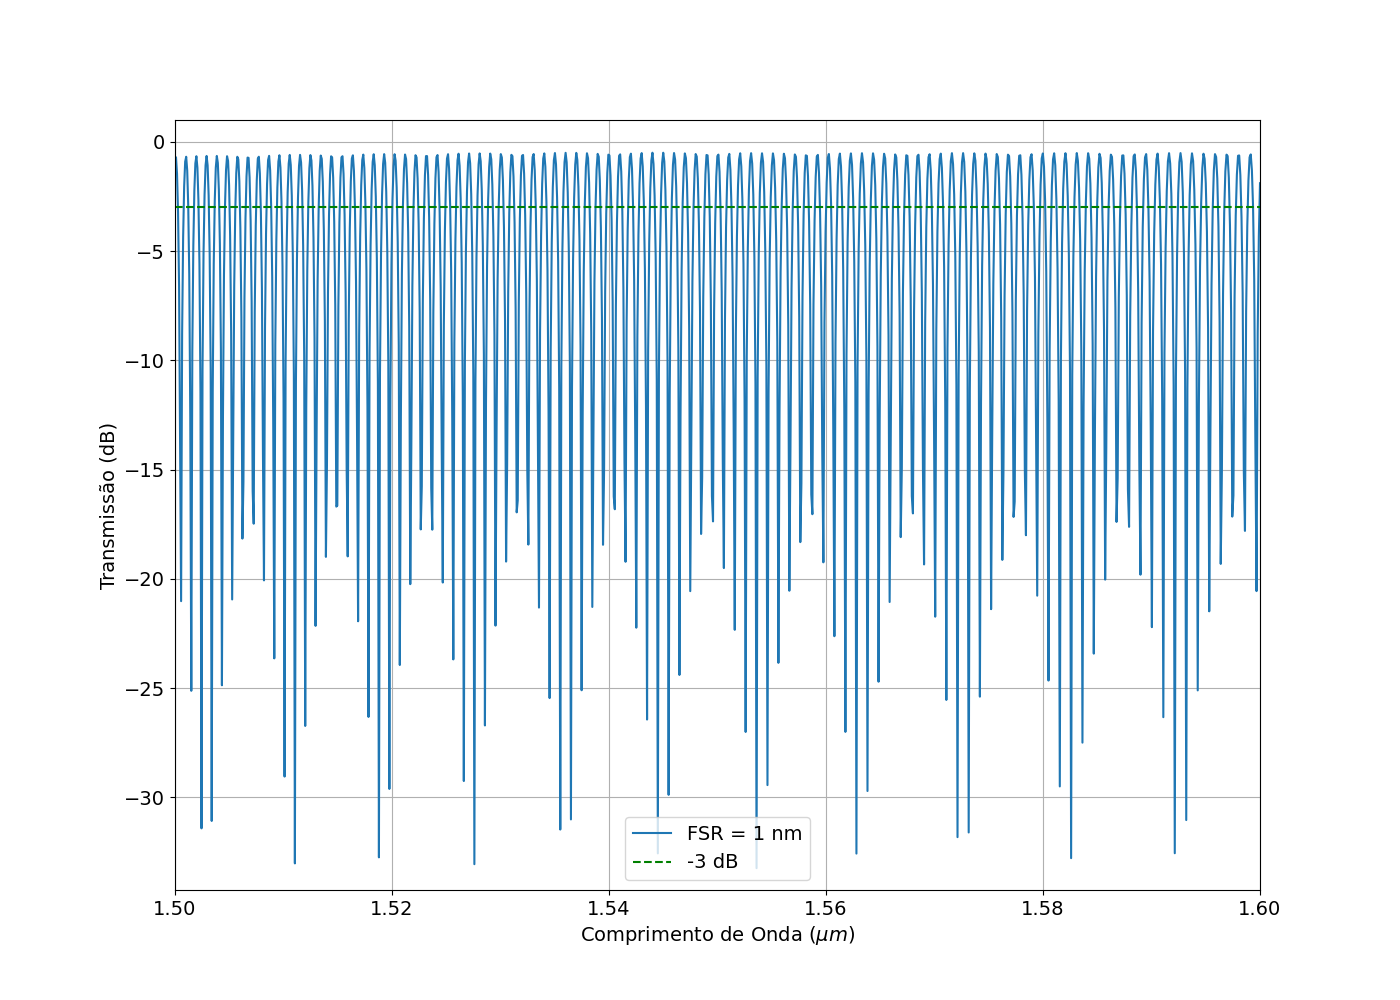 0
−5
−10
−15
−20
−25
−30
Transmissão (dB)
FSR = 1 nm
-3 dB
1.50 1.52 1.54 1.56 1.58 1.60
Comprimento de Onda (μm)